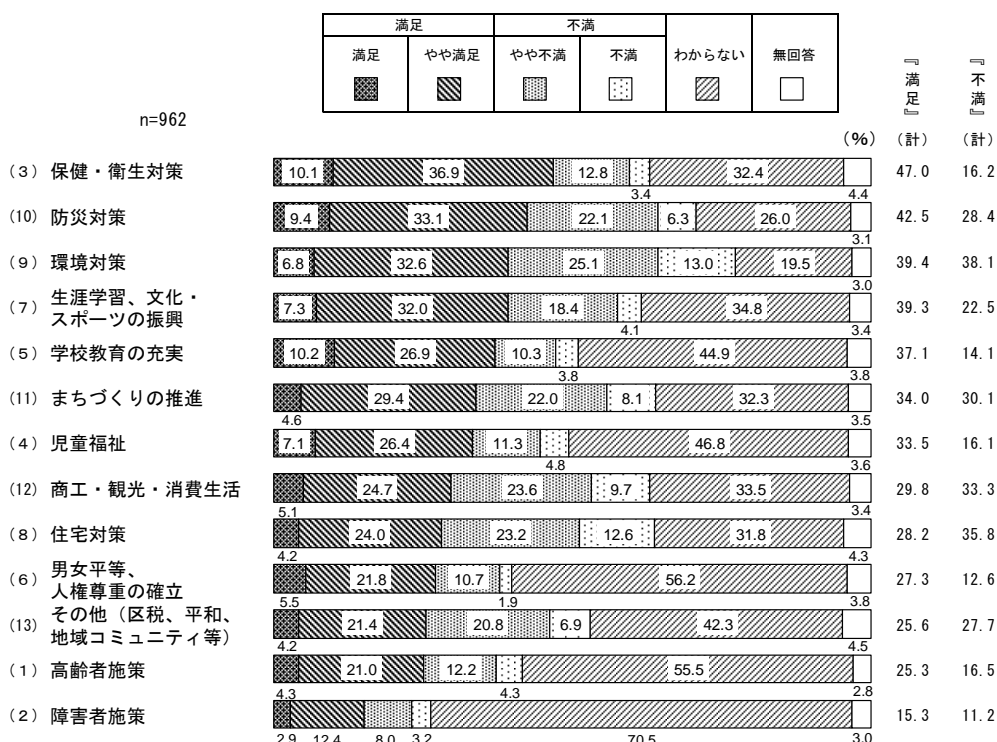 満足 不満
満足 やや満足 やや不満 不満 わからない 無回答
『満足』 『不満』
n=962
(%) (計) (計)
(3) 保健・衛生対策 10.1 36.9 12.8 32.4 47.0 16.2
3.4 4.4
(10) 防災対策 9.4 33.1 22.1 6.3 26.0 42.5 28.4
3.1
(9) 環境対策 6.8 32.6 25.1 13.0 19.5 39.4 38.1
3.0
(7) 生涯学習、文化・
スポーツの振興 7.3 32.0 18.4 34.8 39.3 22.5
4.1 3.4
(5) 学校教育の充実 10.2 26.9 10.3 44.9 37.1 14.1
3.8 3.8
(11) まちづくりの推進 29.4 22.0 8.1 32.3 34.0 30.1
4.6 3.5
(4) 児童福祉 7.1 26.4 11.3 46.8 33.5 16.1
4.8 3.6
(12) 商工・観光・消費生活 24.7 23.6 9.7 33.5 29.8 33.3
5.1 3.4
(8) 住宅対策 24.0 23.2 12.6 31.8 28.2 35.8
4.2 4.3
(6) 男女平等、
人権尊重の確立 21.8 10.7 56.2 27.3 12.6
5.5 1.9 3.8
(13) その他(区税、平和、
地域コミュニティ等) 21.4 20.8 6.9 42.3 25.6 27.7
4.2 4.5
(1) 高齢者施策 21.0 12.2 55.5 25.3 16.5
4.3 4.3 2.8
(2) 障害者施策 15.3 11.2
2.9 12.4 8.0 3.2 70.5 3.0